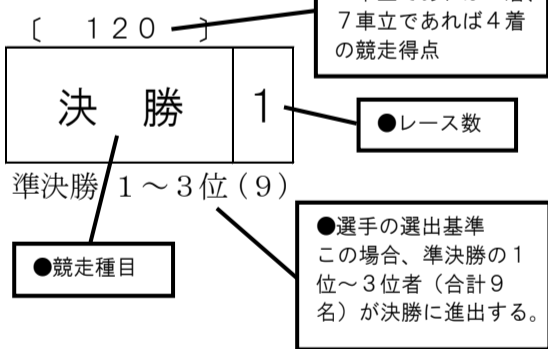 〔 120 〕
７車立であれば４着
の競走得点
決 勝 1
●レース数
準決勝 1～3位(9)
●競走種目
●選手の選出基準
この場合、準決勝の１
位～３位者（合計９
名）が決勝に進出する。